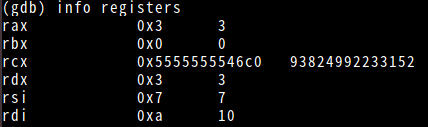 (gdb) info registers
rax 0x3 3
rbx 0x0 0
rcx 0x5555555546c0 93824992233152
rdx 0x3 3
rsi 0x7 7
rdi 0xa 10